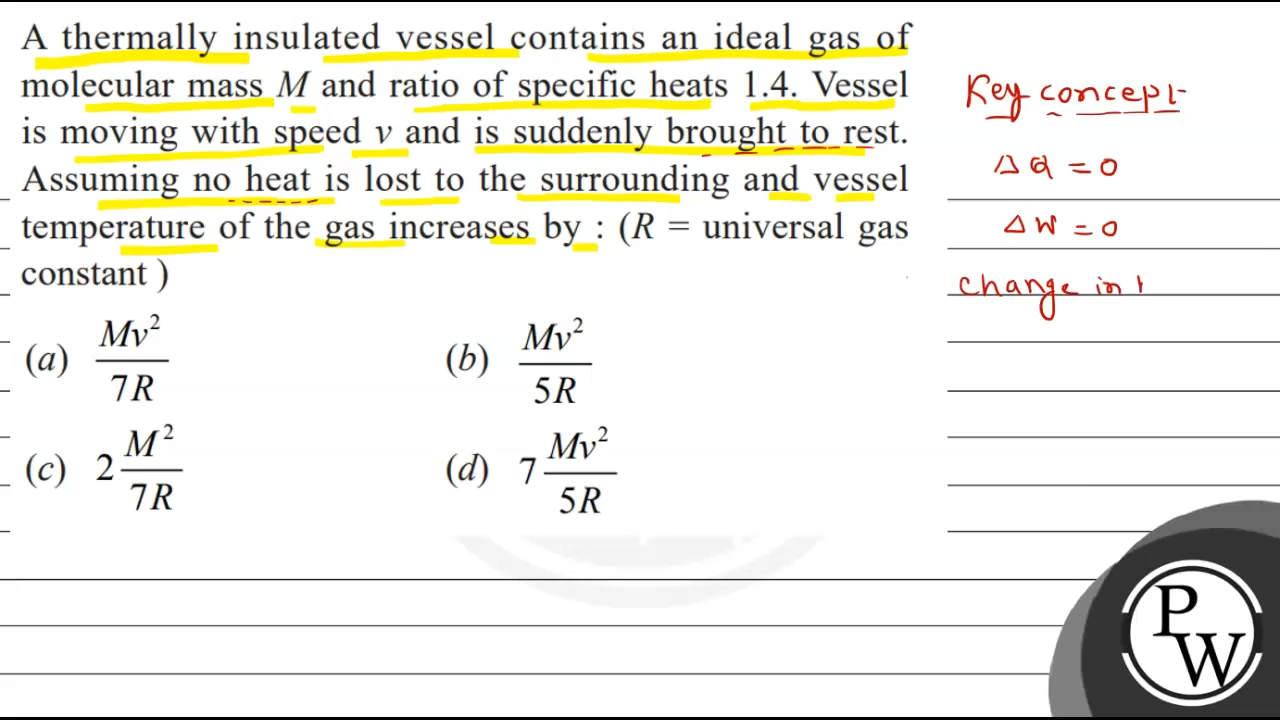 A thermally insulated vessel contains an ideal gas of
molecular mass M and ratio of specific heats 1.4. Vessel
is moving with speed v and is suddenly brought to rest.
Assuming no heat is lost to the surrounding and vessel
temperature of the gas increases by : (R = universal gas
constant )
(a) Mv²/7R
(b) Mv²/5R
(c) 2 M²/7R
(d) 7 Mv²/5R
Key concept
ΔQ = 0
ΔW = 0
change in
PW